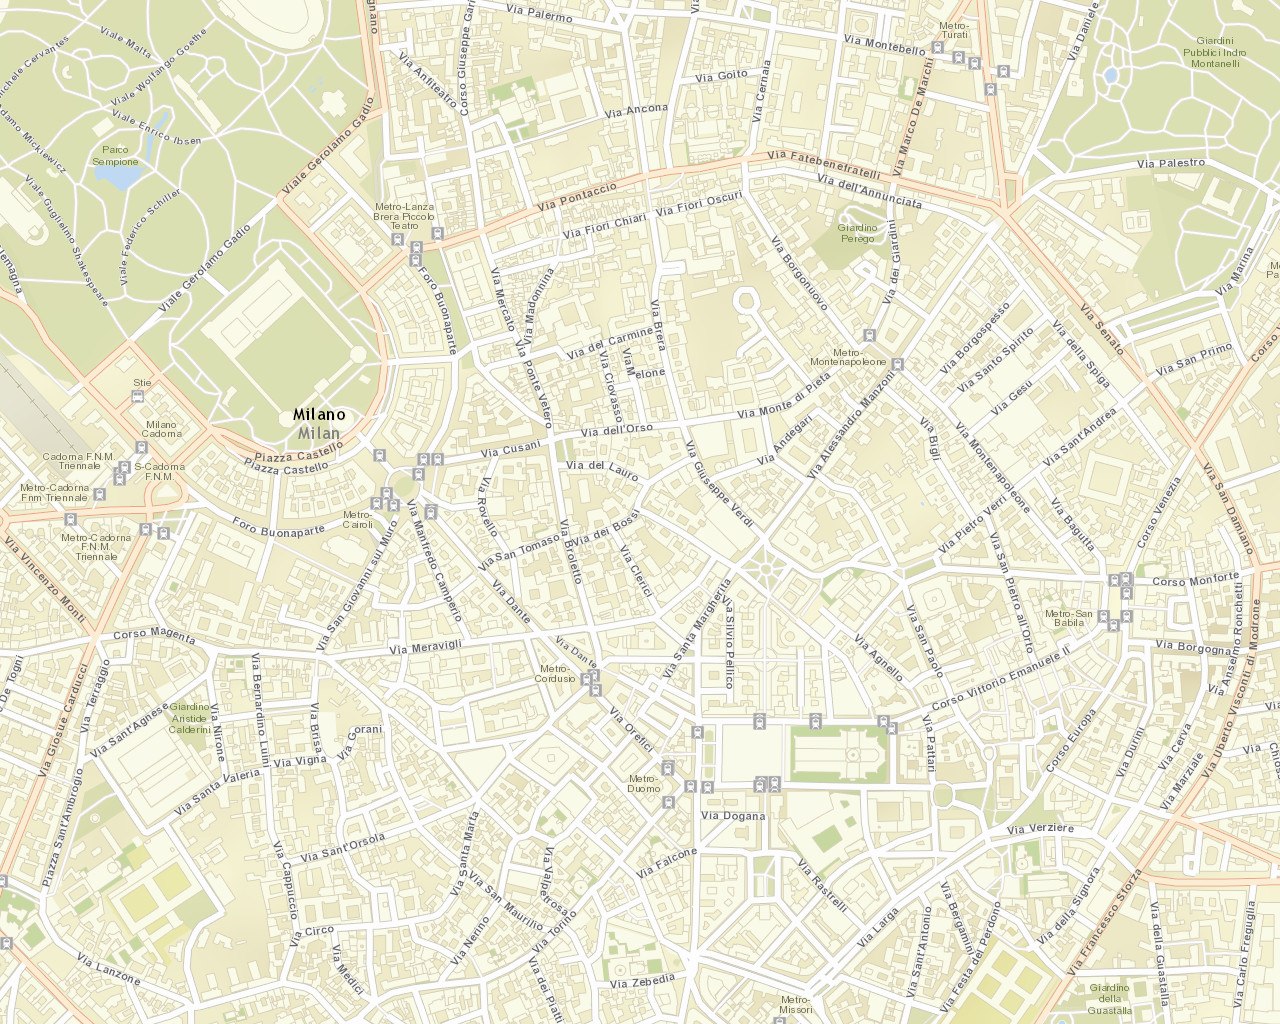 Via Palermo
Viale Malta
Viale Wolfango Goethe
Viale Enrico Ibsen
Parco
Sempione
Viale Guglielmo Shakespeare
Viale Federico Schiller
Viale Gerolamo Gadio
Viale Gerolamo Gadio
Via Anfiteatro
Via Ancona
Via Goito
Via Cernaia
Via Montebello
Metro-
Turati
Via Marco De Marchi
Giardini
Pubblici Indro
Montanelli
Via Palestro
Via Fatebenefratelli
Via dell'Annunciata
Via Pontaccio
Via Fiori Chiari
Via Fiori Oscuri
Metro-Lanza
Brera Piccolo
Teatro
Giardino
Perego
Via Borgonuovo
Via dei Giardini
Via Marina
Via Senato
Via della Spiga
Via San Primo
Foro Buonaparte
Via Mercato
Via Madonnina
Via Brera
Via del Carmine
Via Ciovasso
Via Melone
Via Ponte Vetero
Metro-
Montenapoleone
Via Borgospesso
Via Santo Spirito
Via Gesu
Via Sant'Andrea
Via Monte di Pieta
Via Andegari
Via Alessandro Manzoni
Via Bigli
Via Montenapoleone
Stie
Milano
Milan
Milano
Cadorna
Cadorna F.N.M.
Triennale
S-Cadorna
F.N.M.
Metro-Cadorna
Fnm Triennale
Metro-Cadorna
F.N.M.
Triennale
Piazza Castello
Piazza Castello
Foro Buonaparte
Metro-
Cairoli
Via Cusani
Via dell'Orso
Via del Lauro
Via Giuseppe Verdi
Via Rovello
Via San Tomaso
Via dei Bossi
Via Broletto
Via Clerici
Via Pietro Verri
Via Bagutta
Corso Venezia
Via San Damiano
Corso Monforte
Via San Pietro all'Orto
Metro-San
Babila
Via Borgogna
Via Anselmo Ronchetti
Via Uberto Visconti di Modrone
Via Vincenzo Monti
Corso Magenta
Via San Giovanni sul Muro
Via Manfredo Camperio
Via Dante
Via Dante
Via Meravigli
Metro-
Cordusio
Via Santa Margherita
Via Silvio Pellico
Via Agnello
Via San Paolo
Corso Vittorio Emanuele II
Via Pattari
Corso Europa
Via Durini
Via Cerva
Via Marziale
Via Giosue Carducci
Via Terraggio
Via Sant'Agnese
Giardino
Aristide
Calderini
Via Nirone
Via Bernardino Luini
Via Brisa
Via Gorani
Via Vigna
Via Santa Valeria
Via Orefici
Metro-
Duomo
Via Dogana
Via Falcone
Via Rastrelli
Via Verziere
Via Sant'Orsola
Via Santa Marta
Via San Maurilio
Via Valpetrosa
Via Torino
Via Nerino
Piazza Sant'Ambrogio
Via Cappuccio
Via Circo
Via Medici
Via Lanzone
Via dei Piatti
Via Zebedia
Metro-
Missori
Via Larga
Via Sant'Antonio
Via Bergamini
Via Festa del Perdono
Via della Signora
Via Francesco Sforza
Giardino
della
Guastalla
Via della Guastalla
Via Carlo Freguglia